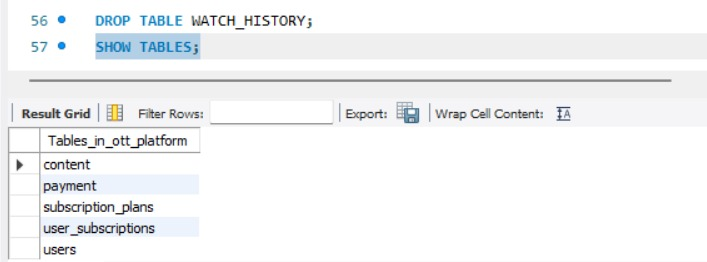 56 DROP TABLE WATCH_HISTORY;
57 SHOW TABLES;
Result Grid Filter Rows: Export: Wrap Cell Content: IA
Tables_in_ott_platform
content
payment
subscription_plans
user_subscriptions
users